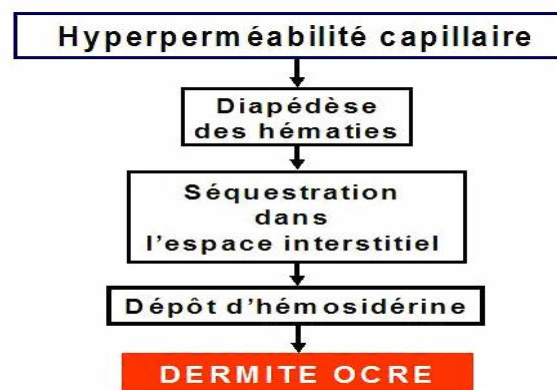 Hyperperméabilité capillaire
Diapédèse
des hématies
Séquestration
dans
l'espace interstitiel
Dépôt d'hémosidérine
DERMITE OCRE